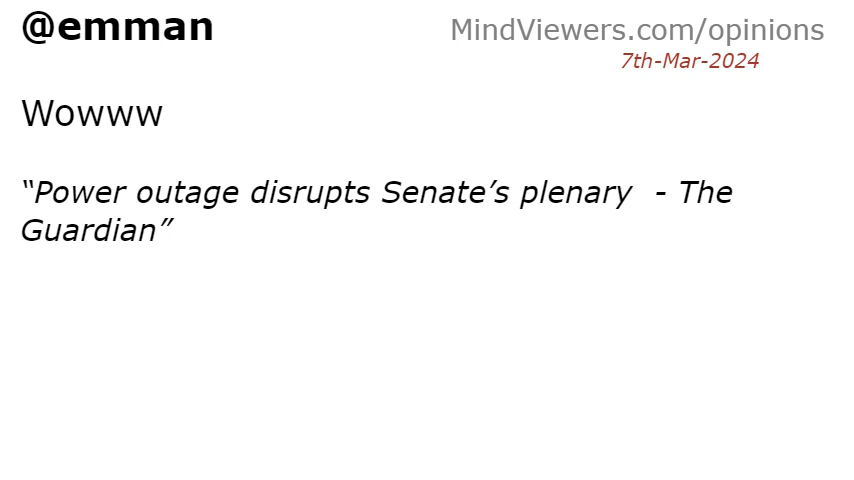 @emman
MindViewers.com/opinions
7th-Mar-2024
Wowww
“Power outage disrupts Senate’s plenary  - The
Guardian”